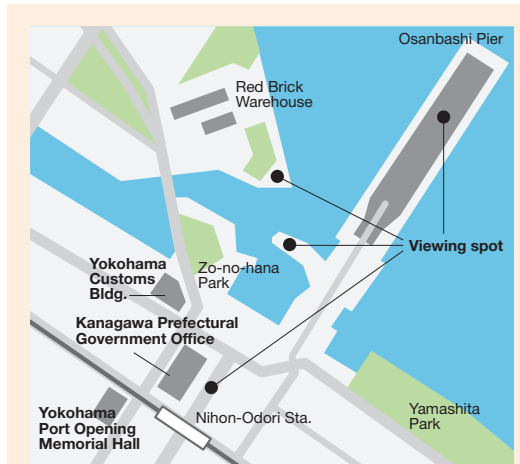 Osanbashi Pier
Red Brick
Warehouse
Viewing spot
Zo-no-hana
Park
Yokohama
Customs
Bldg.
Kanagawa Prefectural
Government Office
Yokohama
Port Opening
Memorial Hall
Nihon-Odori Sta.
Yamashita
Park